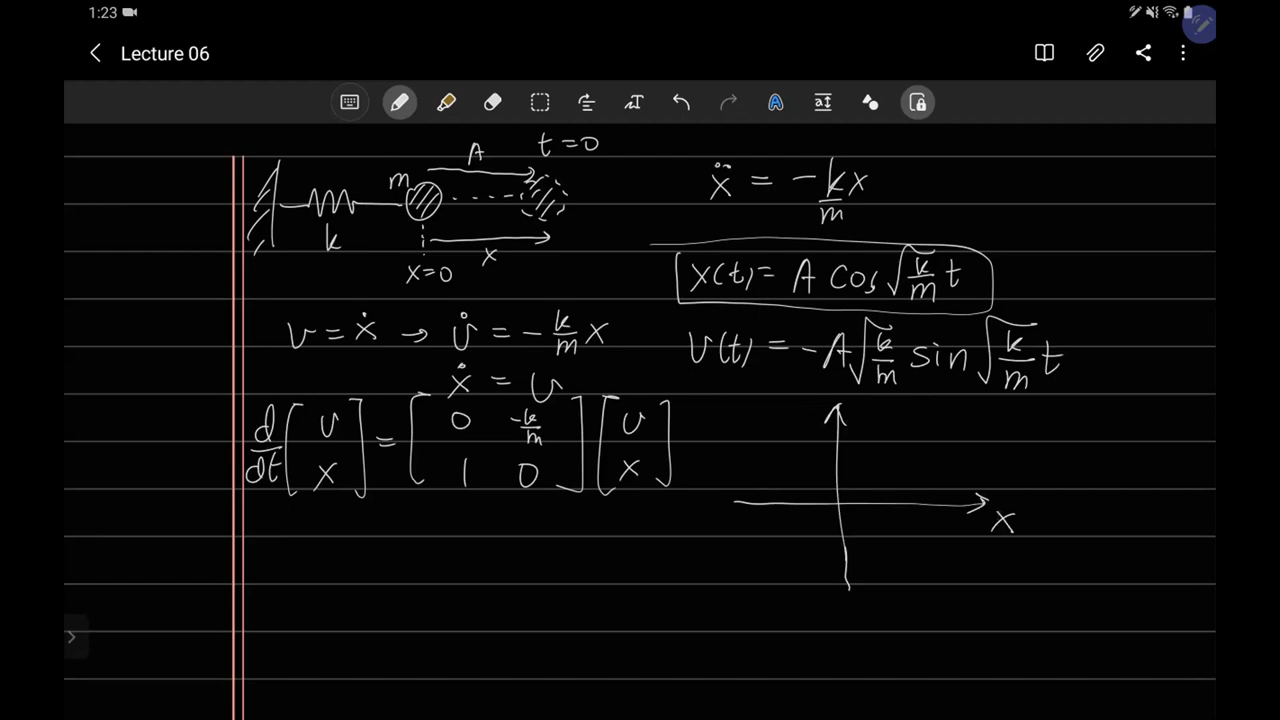 1:23
Lecture 06
t = 0
A
m
k
x
x=0
ẍ = -k/m x
x(t) = A cos √(k/m) t
v = ẋ → v̇ = -k/m x
v(t) = -A √(k/m) sin √(k/m) t
ẋ = v
d/dt [v x] = [0 -k/m 1 0] [v x]
x